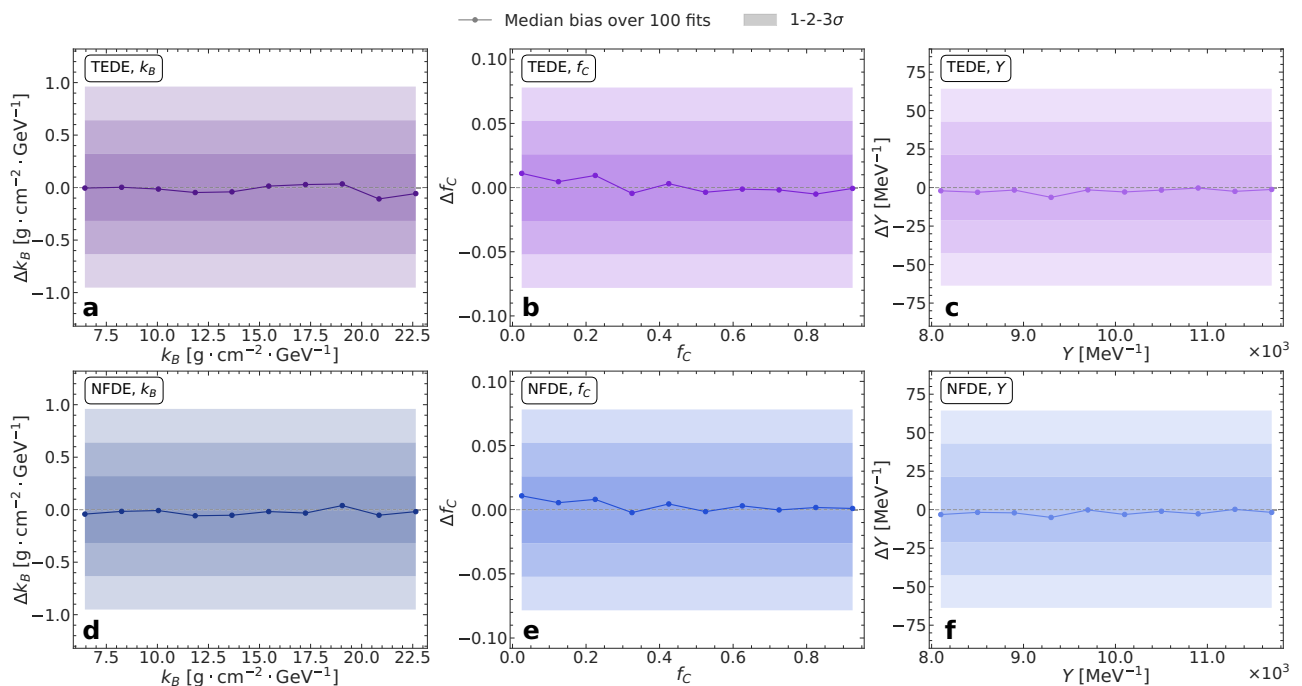 Median bias over 100 fits 1-2-3σ
TEDE, k_B
Δk_B [g · cm⁻² · GeV⁻¹]
1.0
0.5
0.0
−0.5
−1.0
a
7.5 10.0 12.5 15.0 17.5 20.0 22.5
k_B [g · cm⁻² · GeV⁻¹]
TEDE, f_C
Δf_C
0.10
0.05
0.00
−0.05
−0.10
b
0.0 0.2 0.4 0.6 0.8
f_C
TEDE, Y
ΔY [MeV⁻¹]
75
50
25
0
−25
−50
−75
c
8.1 9.1 10.1 11.1
Y [MeV⁻¹]
×10³
NFDE, k_B
Δk_B [g · cm⁻² · GeV⁻¹]
1.0
0.5
0.0
−0.5
−1.0
d
7.5 10.0 12.5 15.0 17.5 20.0 22.5
k_B [g · cm⁻² · GeV⁻¹]
NFDE, f_C
Δf_C
0.10
0.05
0.00
−0.05
−0.10
e
0.0 0.2 0.4 0.6 0.8
f_C
NFDE, Y
ΔY [MeV⁻¹]
75
50
25
0
−25
−50
−75
f
8.1 9.1 10.1 11.1
Y [MeV⁻¹]
×10³